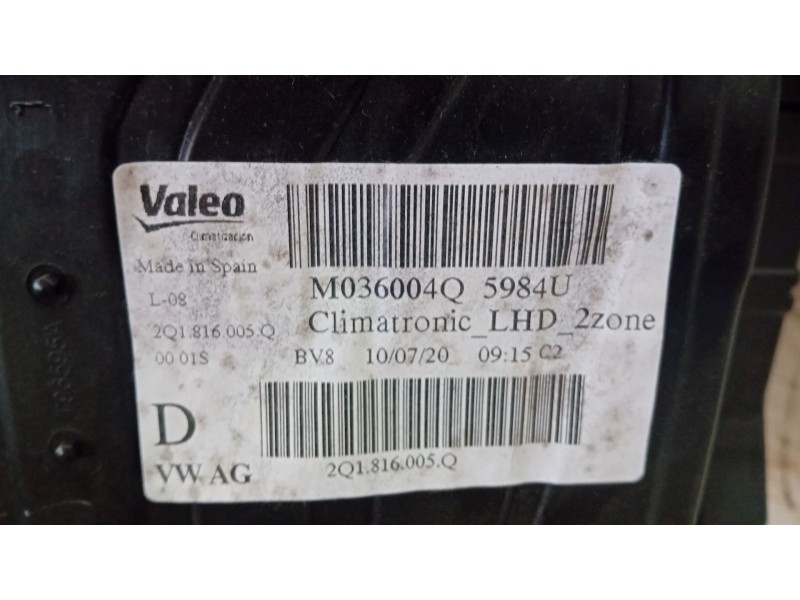 Valeo
Climatización
Made in Spain
M036004Q 5984U
L-08
Climatronic_LHD_2zone
2Q1.816.005.Q
00 01S
BV.8 10/07/20 09:15 C2
D
VW AG
2Q1.816.005.Q